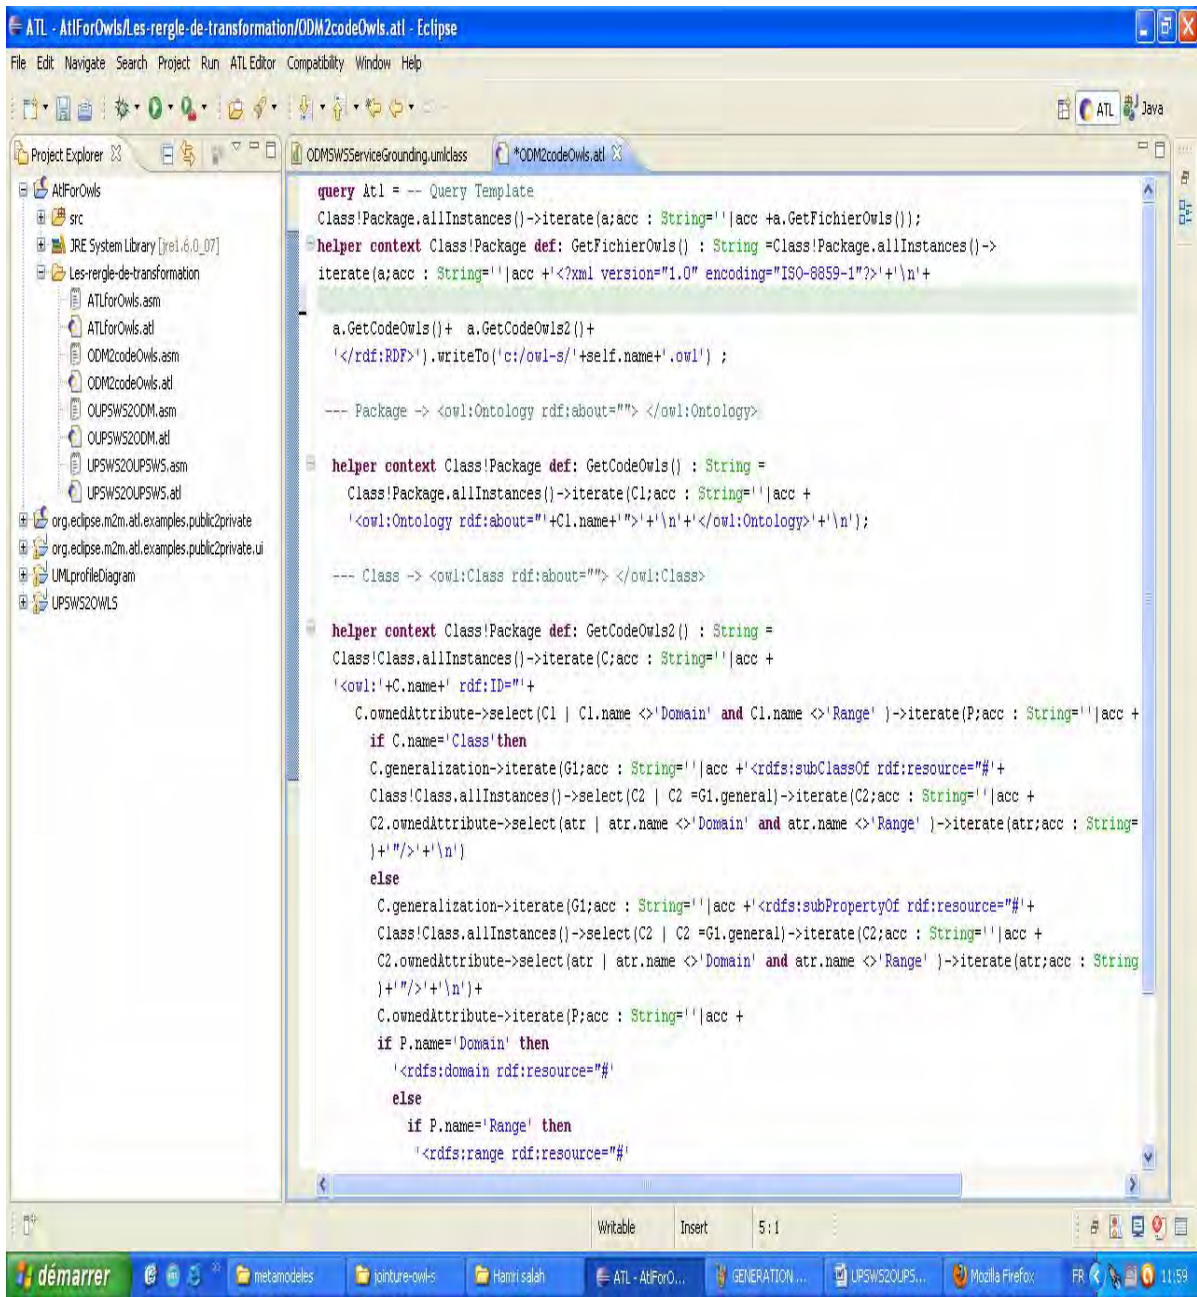 ATL - AtlForOwls/Les-rergle-de-transformation/ODM2codeOwls.atl - Eclipse
File Edit Navigate Search Project Run ATL Editor Compatibility Window Help
ATL Java
Project Explorer
ODMSWSServiceGrounding.umlclass
*ODM2codeOwls.atl
AtlForOwls
src
JRE System Library [jre1.6.0_07]
Les-rergle-de-transformation
ATLforOwls.asm
ATLforOwls.atl
ODM2codeOwls.asm
ODM2codeOwls.atl
OUPSWS2ODM.asm
OUPSWS2ODM.atl
UPSWS2OUPSWS.asm
UPSWS2OUPSWS.atl
org.eclipse.m2m.atl.examples.public2private
org.eclipse.m2m.atl.examples.public2private.ui
UMLprofileDiagram
UPSWS2OWLS
query Atl = -- Query Template
Class!Package.allInstances()->iterate(a;acc : String=''|acc +a.GetFichierOwls());
helper context Class!Package def: GetFichierOwls() : String =Class!Package.allInstances()->
iterate(a;acc : String=''|acc +'<?xml version="1.0" encoding="ISO-8859-1"?>'+'\n'+
a.GetCodeOwls()+ a.GetCodeOwls2()+
'</rdf:RDF>').writeTo('c:/owl-s/'+self.name+'.owl') ;
--- Package -> <owl:Ontology rdf:about=""> </owl:Ontology>
helper context Class!Package def: GetCodeOwls() : String =
Class!Package.allInstances()->iterate(Cl;acc : String=''|acc +
'<owl:Ontology rdf:about="'+Cl.name+'">'+'\n'+'</owl:Ontology>'+'\n');
--- Class -> <owl:Class rdf:about=""> </owl:Class>
helper context Class!Package def: GetCodeOwls2() : String =
Class!Class.allInstances()->iterate(C;acc : String=''|acc +
'<owl:'+C.name+' rdf:ID="'+
C.ownedAttribute->select(Cl | Cl.name <>'Domain' and Cl.name <>'Range' )->iterate(P;acc : String=''|acc +
if C.name='Class'then
C.generalization->iterate(G1;acc : String=''|acc +'<rdfs:subClassOf rdf:resource="#'+
Class!Class.allInstances()->select(C2 | C2 =G1.general)->iterate(C2;acc : String=''|acc +
C2.ownedAttribute->select(atr | atr.name <>'Domain' and atr.name <>'Range' )->iterate(atr;acc : String=
)+'"/>'+'\n')
else
C.generalization->iterate(G1;acc : String=''|acc +'<rdfs:subPropertyOf rdf:resource="#'+
Class!Class.allInstances()->select(C2 | C2 =G1.general)->iterate(C2;acc : String=''|acc +
C2.ownedAttribute->select(atr | atr.name <>'Domain' and atr.name <>'Range' )->iterate(atr;acc : String
)+'"/>'+'\n')+
C.ownedAttribute->iterate(P;acc : String=''|acc +
if P.name='Domain' then
'<rdfs:domain rdf:resource="#'
else
if P.name='Range' then
'<rdfs:range rdf:resource="#'
Writable Insert 5 : 1
démarrer metamodeles jointure-owl-s Hamri salah ATL - AtlForO... GENERATION ... UPSWS2OUPS... Mozilla Firefox FR 11:59